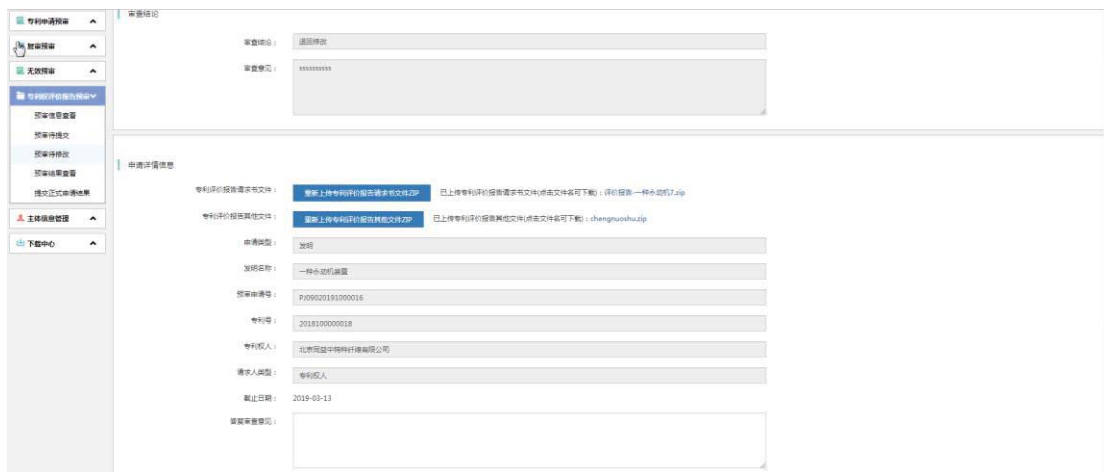 专利申请预审
复审预审
无效预审
专利权评价报告预审
预审信息查看
预审待提交
预审待修改
预审结果查看
提交正式申请结果
主体信息管理
下载中心
审查结论
审查结论： 退回修改
审查意见： ssssssssss
申请详情信息
专利评价报告请求书文件： 重新上传专利评价报告请求书文件ZIP 已上传专利评价报告请求书文件(点击文件名可下载)：评价报告-一种永动机7.zip
专利评价报告其他文件： 重新上传专利评价报告其他文件ZIP 已上传专利评价报告其他文件(点击文件名可下载)：chengnuoshu.zip
申请类型： 发明
发明名称： 一种永动机装置
预审申请号： PJ09020191000016
专利号： 2018100000018
专利权人： 北京同益中特种纤维有限公司
请求人类型： 专利权人
截止日期： 2019-03-13
答复审查意见：